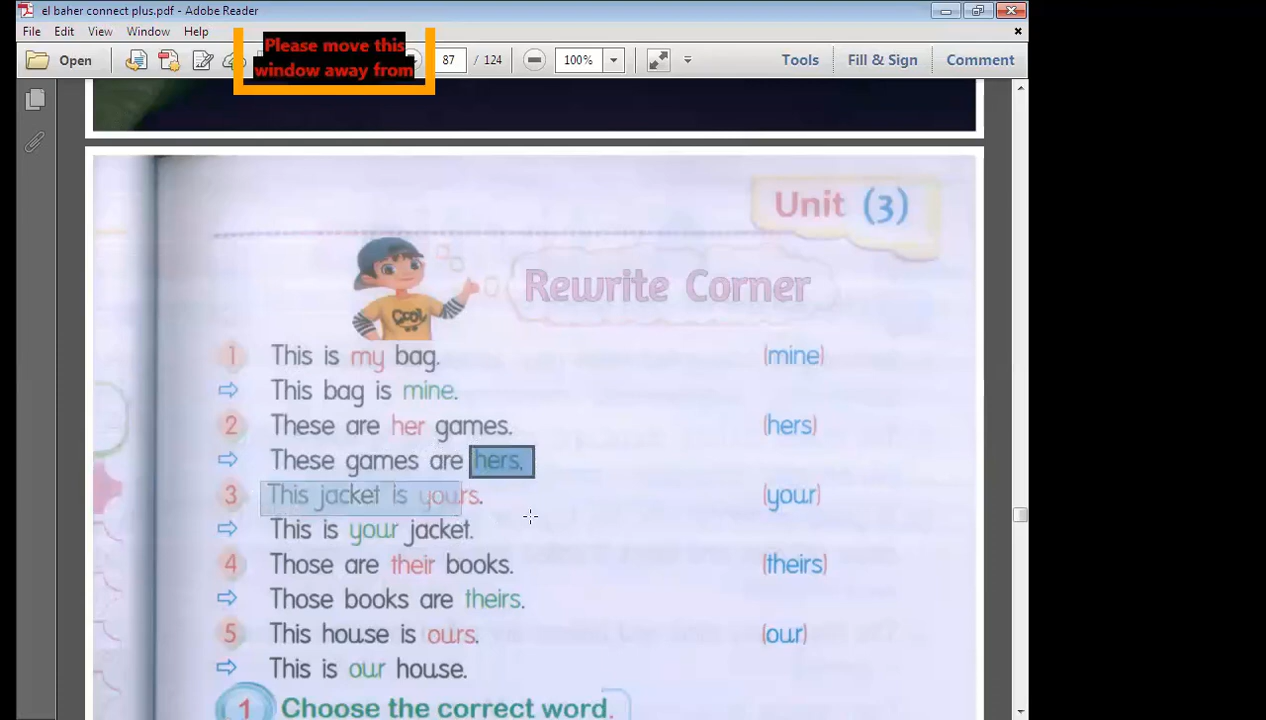 el baher connect plus.pdf - Adobe Reader
File Edit View Window Help
Please move this
window away from
Open
87 / 124
100%
Tools Fill & Sign Comment
Unit (3)
COOL
Rewrite Corner
1 This is my bag. (mine)
⇨ This bag is mine.
2 These are her games. (hers)
⇨ These games are hers.
3 This jacket is yours. (your)
⇨ This is your jacket.
4 Those are their books. (theirs)
⇨ Those books are theirs.
5 This house is ours. (our)
⇨ This is our house.
1 Choose the correct word.